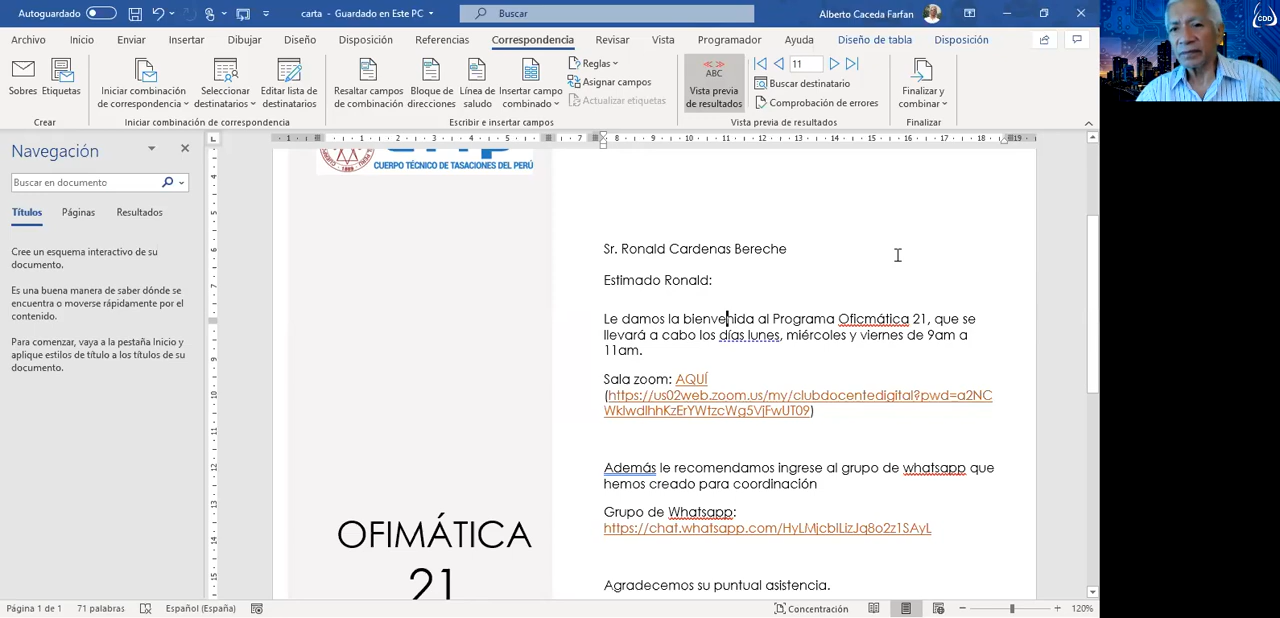 Autoguardado
carta - Guardado en Este PC
Buscar
Alberto Caceda Farfan
CDD
Archivo Inicio Enviar Insertar Dibujar Diseño Disposición Referencias Correspondencia Revisar Vista Programador Ayuda Diseño de tabla Disposición
Sobres Etiquetas
Crear
Iniciar combinación de correspondencia
Seleccionar destinatarios
Editar lista de destinatarios
Iniciar combinación de correspondencia
Resaltar campos de combinación
Bloque de direcciones
Línea de saludo
Insertar campo combinado
Reglas
Asignar campos
Actualizar etiquetas
Escribir e insertar campos
ABC
Vista previa de resultados
11
Buscar destinatario
Comprobación de errores
Vista previa de resultados
Finalizar y combinar
Finalizar
Navegación
Buscar en documento
Títulos Páginas Resultados
Cree un esquema interactivo de su
documento.
Es una buena manera de saber dónde se
encuentra o moverse rápidamente por el
contenido.
Para comenzar, vaya a la pestaña Inicio y
aplique estilos de título a los títulos de su
documento.
CUERPO TÉCNICO DE TASACIONES DEL PERÚ
OFIMÁTICA
21
Sr. Ronald Cardenas Bereche
Estimado Ronald:
Le damos la bienvenida al Programa Oficmática 21, que se
llevará a cabo los días lunes, miércoles y viernes de 9am a
11am.
Sala zoom: AQUÍ
(https://us02web.zoom.us/my/clubdocentedigital?pwd=a2NC
WklwdlhhKzErYWtzcWg5VjFwUT09)
Además le recomendamos ingrese al grupo de whatsapp que
hemos creado para coordinación
Grupo de Whatsapp:
https://chat.whatsapp.com/HyLMjcblLizJq8o2z1SAyL
Agradecemos su puntual asistencia.
Página 1 de 1 71 palabras Español (España) Concentración 120%